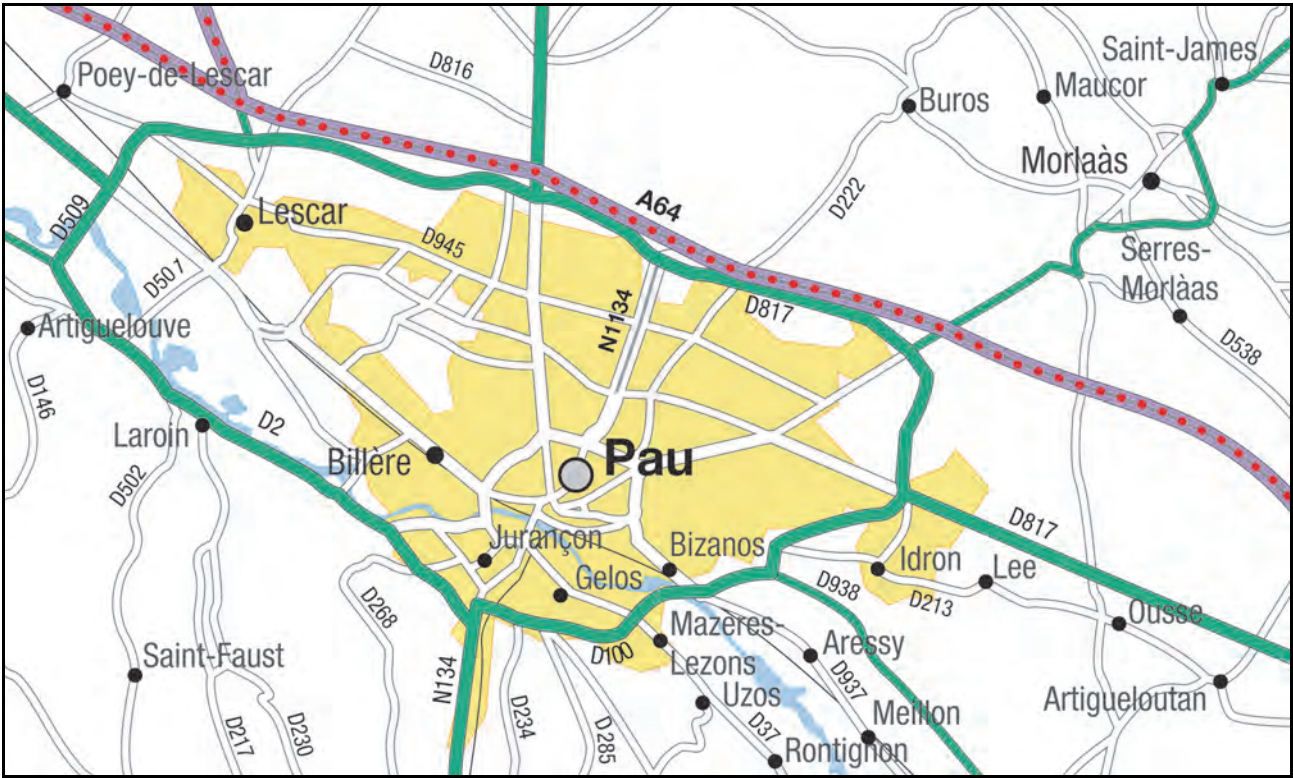 Saint-James
Poey-de-Lescar
D816
Maucor
Buros
Morlaàs
D509
Lescar
A64
D222
D945
Serres-
Morlàas
D501
D817
N1134
Artiguelouve
D538
D146
D2
Laroin
Billère
Pau
D502
D817
Jurançon
Bizanos
Idron
Lee
Gelos
D938
D213
D268
Ousse
Mazères-
Lezons
Aressy
D100
Saint-Faust
N134
D937
Uzos
Artigueloutan
D217
D230
D234
D285
D37
Meillon
Rontignon